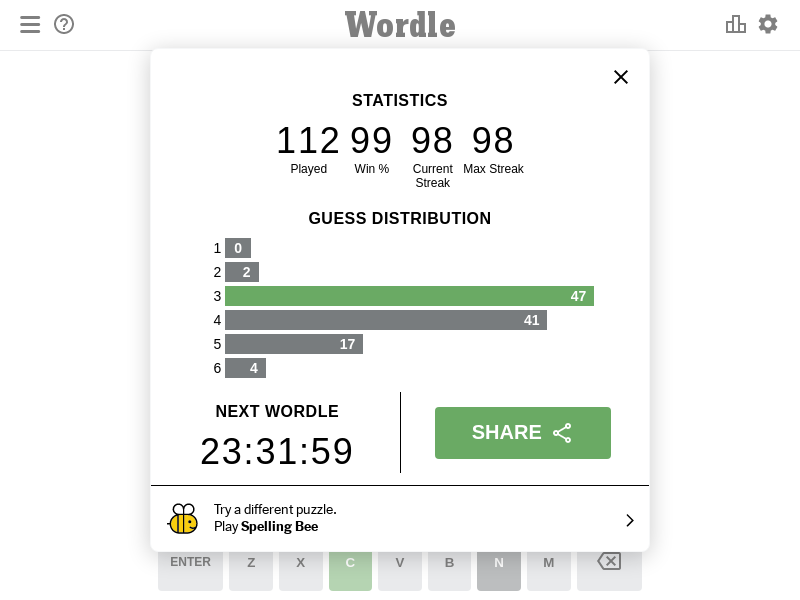 Wordle
STATISTICS
112 99 98 98
Played Win % Current Streak Max Streak
GUESS DISTRIBUTION
1 0
2 2
3 47
4 41
5 17
6 4
NEXT WORDLE
23:31:59
SHARE
Try a different puzzle.
Play Spelling Bee
ENTER Z X C V B N M